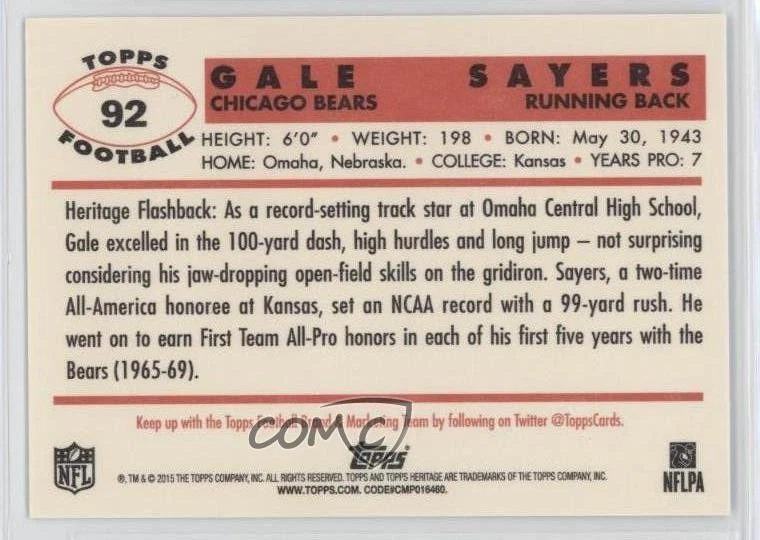 TOPPS
92
FOOTBALL
GALE SAYERS
CHICAGO BEARS RUNNING BACK
HEIGHT: 6'0" • WEIGHT: 198 • BORN: May 30, 1943
HOME: Omaha, Nebraska. • COLLEGE: Kansas • YEARS PRO: 7
Heritage Flashback: As a record-setting track star at Omaha Central High School,
Gale excelled in the 100-yard dash, high hurdles and long jump – not surprising
considering his jaw-dropping open-field skills on the gridiron. Sayers, a two-time
All-America honoree at Kansas, set an NCAA record with a 99-yard rush. He
went on to earn First Team All-Pro honors in each of his first five years with the
Bears (1965-69).
Keep up with the Topps Football Brand & Marketing Team by following on Twitter @ToppsCards.
COMC
NFL
Topps
®, TM & © 2015 THE TOPPS COMPANY, INC. ALL RIGHTS RESERVED. TOPPS AND TOPPS HERITAGE ARE TRADEMARKS OF THE TOPPS COMPANY, INC.
WWW.TOPPS.COM. CODE#CMP016460.
NFLPA